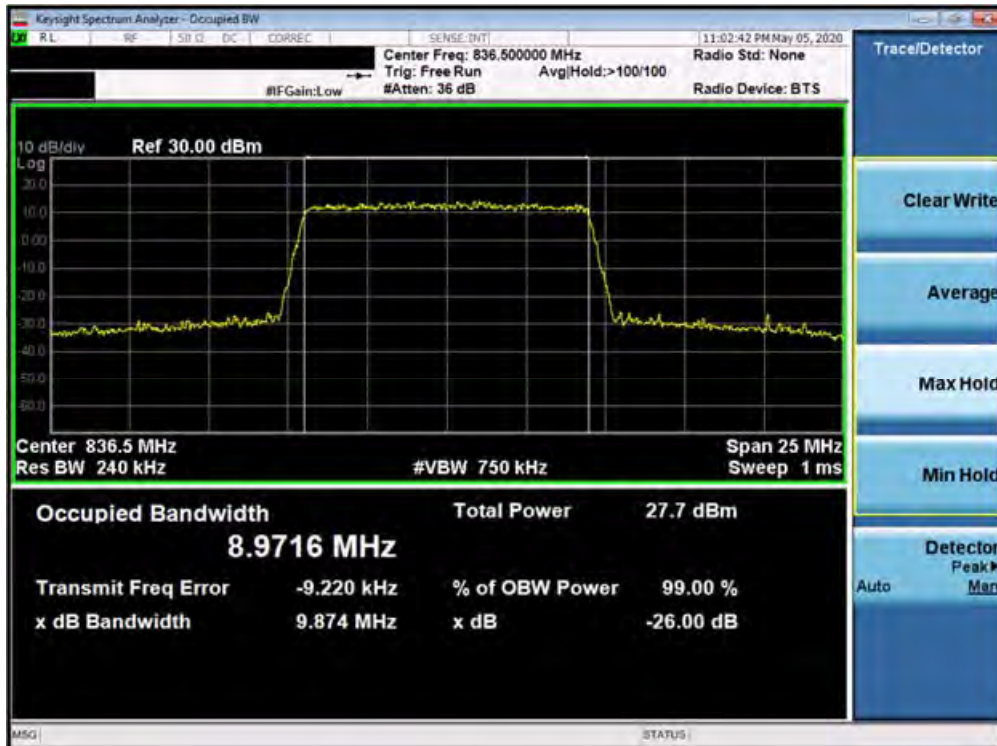 Keysight Spectrum Analyzer - Occupied BW
RL RF 50 Ω DC CORREC SENSE:INT 11:02:42 PM May 05, 2020
Center Freq: 836.500000 MHz Radio Std: None
Trig: Free Run Avg|Hold:>100/100
#IFGain:Low #Atten: 36 dB Radio Device: BTS
10 dB/div Ref 30.00 dBm
Log
20.0
10.0
0.00
-10.0
-20.0
-30.0
-40.0
-50.0
-60.0
Center 836.5 MHz Span 25 MHz
Res BW 240 kHz #VBW 750 kHz Sweep 1 ms
Occupied Bandwidth Total Power 27.7 dBm
8.9716 MHz
Transmit Freq Error -9.220 kHz % of OBW Power 99.00 %
x dB Bandwidth 9.874 MHz x dB -26.00 dB
MSG STATUS
Trace/Detector
Clear Write
Average
Max Hold
Min Hold
Detector
Peak
Auto Man